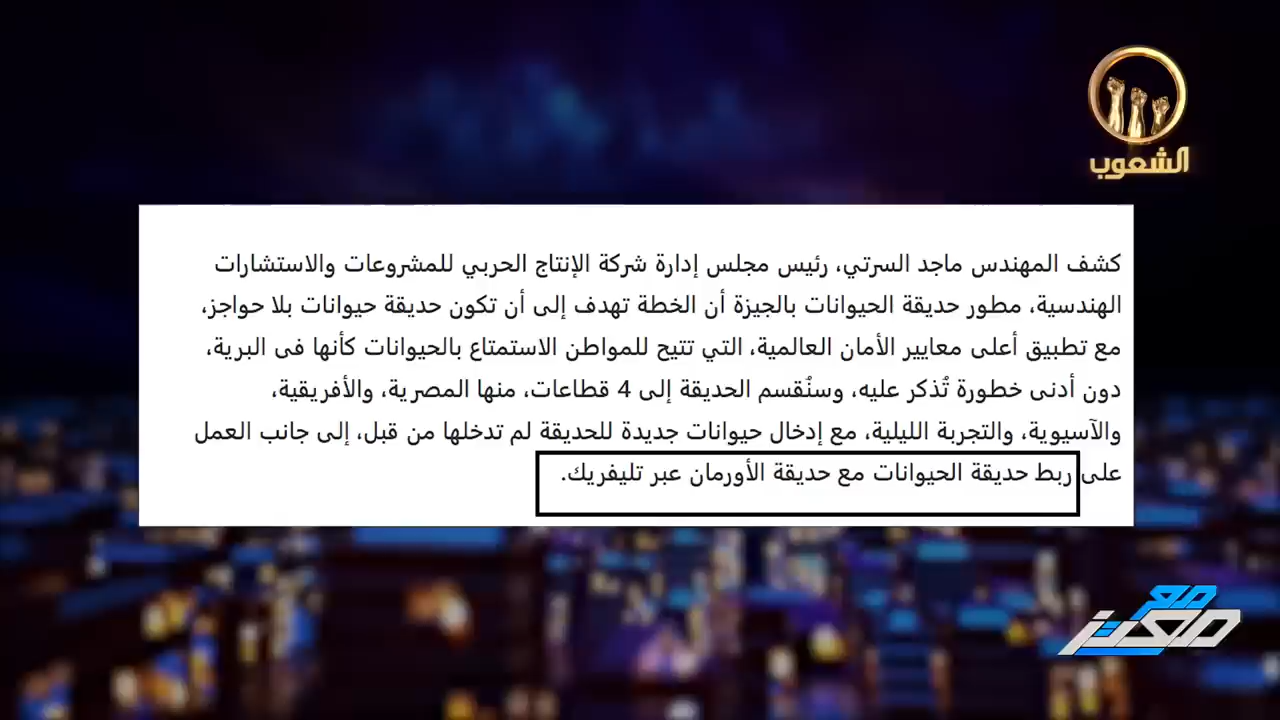 الشعوب
كشف المهندس ماجد السرتي، رئيس مجلس إدارة شركة الإنتاج الحربي للمشروعات والاستشارات
الهندسية، مطور حديقة الحيوانات بالجيزة أن الخطة تهدف إلى أن تكون حديقة حيوانات بلا حواجز،
مع تطبيق أعلى معايير الأمان العالمية، التي تتيح للمواطن الاستمتاع بالحيوانات كأنها فى البرية،
دون أدنى خطورة تُذكر عليه، وسنُقسم الحديقة إلى 4 قطاعات، منها المصرية، والأفريقية،
والآسيوية، والتجربة الليلية، مع إدخال حيوانات جديدة للحديقة لم تدخلها من قبل، إلى جانب العمل
على ربط حديقة الحيوانات مع حديقة الأورمان عبر تليفريك.
مع
معتز